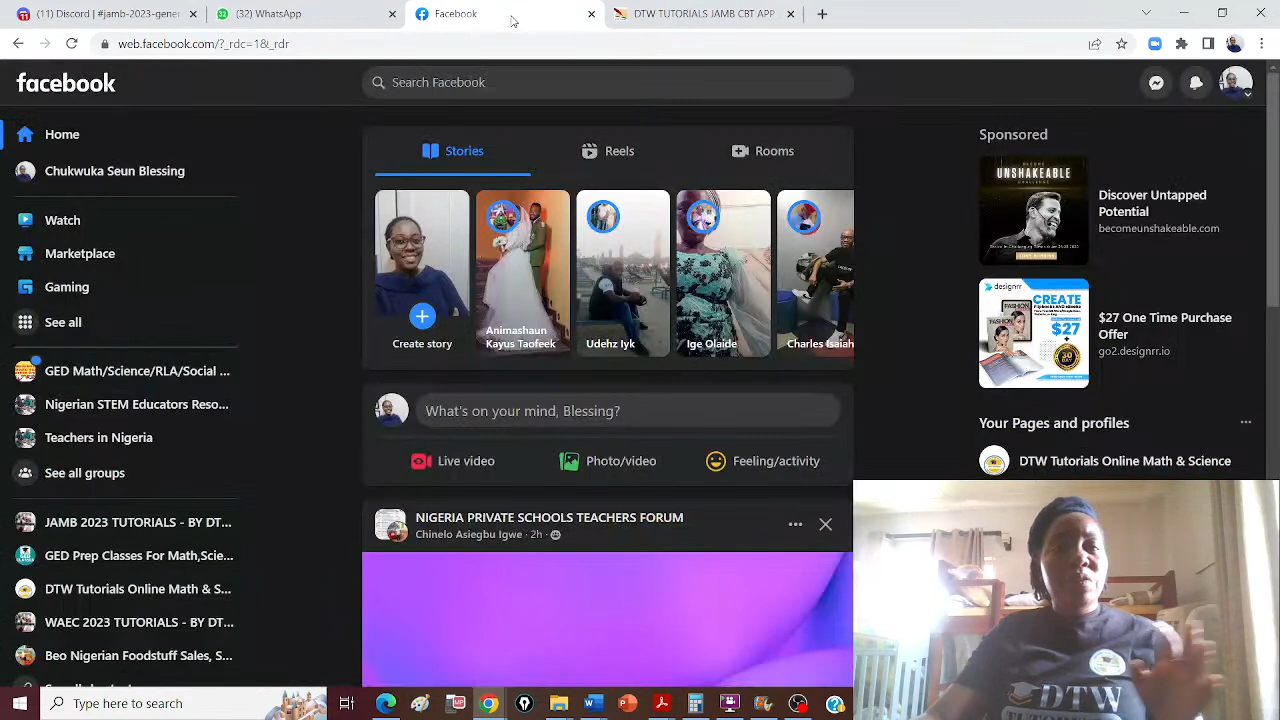 (11) Discord | #jamb-2023-gener
(32) WhatsApp
Facebook
DTW TUTORIALS JAMB CBT APP
web.facebook.com/?_rdc=1&_rdr
facebook
Search Facebook
Home
Chukwuka Seun Blessing
Watch
Marketplace
Gaming
See all
GED Math/Science/RLA/Social ...
Nigerian STEM Educators Reso...
Teachers in Nigeria
See all groups
JAMB 2023 TUTORIALS - BY DT...
GED Prep Classes For Math,Scie...
DTW Tutorials Online Math & S...
WAEC 2023 TUTORIALS - BY DT...
Beo Nigerian Foodstuff Sales, S...
Stories
Reels
Rooms
Create story
Animashaun
Kayus Taofeek
Udehz Iyk
Ige Olaide
Charles Isaiah
What's on your mind, Blessing?
Live video
Photo/video
Feeling/activity
NIGERIA PRIVATE SCHOOLS TEACHERS FORUM
Chinelo Asiegbu Igwe · 2h ·
Sponsored
UNSHAKEABLE
Discover Untapped
Potential
becomeunshakeable.com
designrr
CREATE
$27
FASHION
$27 One Time Purchase
Offer
go2.designrr.io
Your Pages and profiles
DTW Tutorials Online Math & Science
DTW
Type here to search